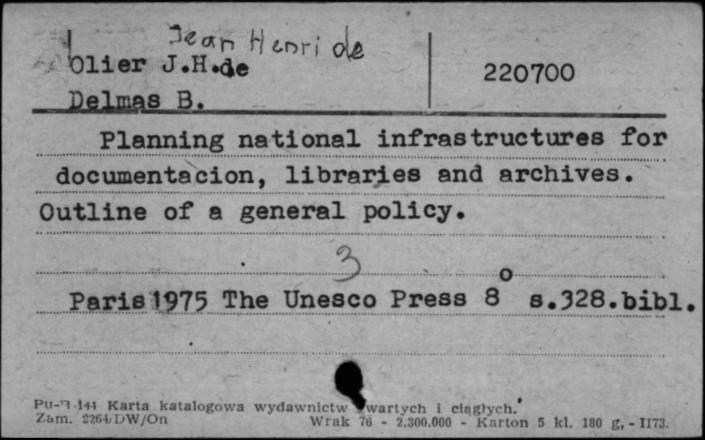 Jean Henri de
Olier J.H.de
220700
Delmas B.
Planning national infrastructures for
documentacion, libraries and archives.
Outline of a general policy.
3
Paris 1975 The Unesco Press 8o s.328.bibl.
Pu-B 144 Karta katalogowa wydawnictw zwartych i ciągłych.
Zam. 2264/DW/On Wrak 76 - 2.300.000 - Karton 5 kl. 180 g, - II73.